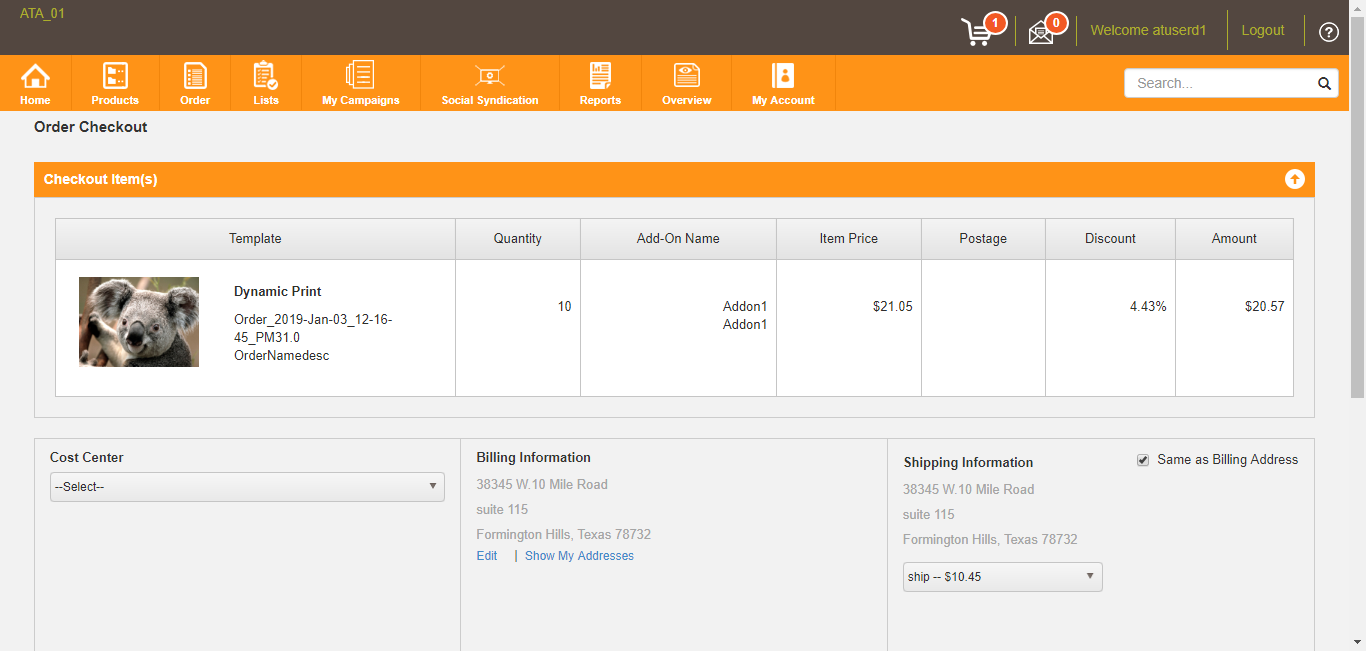 ATA_01
1
0
Welcome atuserd1
Logout
?
Home
Products
Order
Lists
My Campaigns
Social Syndication
Reports
Overview
My Account
Search...
Order Checkout
Checkout Item(s)
Template
Quantity
Add-On Name
Item Price
Postage
Discount
Amount
Dynamic Print
Order_2019-Jan-03_12-16-
45_PM31.0
OrderNamedesc
10
Addon1
Addon1
$21.05
4.43%
$20.57
Cost Center
--Select--
Billing Information
38345 W.10 Mile Road
suite 115
Formington Hills, Texas 78732
Edit | Show My Addresses
Shipping Information
Same as Billing Address
38345 W.10 Mile Road
suite 115
Formington Hills, Texas 78732
ship -- $10.45